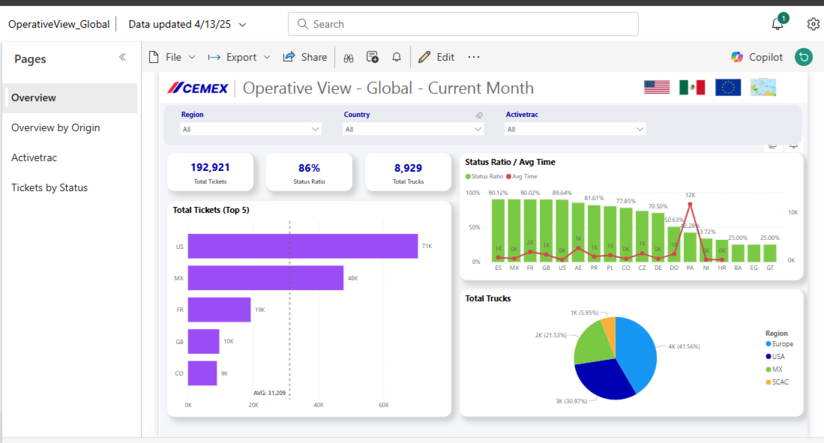 OperativeView_Global
Data updated 4/13/25
Search
1
Pages
File
Export
Share
Edit
Copilot
Overview
Overview by Origin
Activetrac
Tickets by Status
CEMEX
Operative View - Global - Current Month
Region
Country
Activetrac
All
All
All
192,921
Total Tickets
86%
Status Ratio
8,929
Total Trucks
Total Tickets (Top 5)
US
71K
MX
48K
FR
19K
GB
10K
CO
9K
AVG: 31,209
0K
20K
40K
60K
Status Ratio / Avg Time
Status Ratio
Avg Time
100%
50%
0%
90.12%
90.02%
89.64%
81.61%
77.85%
70.50%
50.63%
25.00%
25.00%
12K
10K
0K
1K
0K
2K
1K
0K
3K
1K
1K
0K
1K
0K
1K
0K
0K
ES
MX
FR
GB
US
AE
PR
PL
CO
CZ
DE
DO
PA
NI
HR
BA
EG
GT
Total Trucks
1K (5.95%)
2K (21.53%)
4K (41.56%)
3K (30.97%)
Region
Europe
USA
MX
SCAC